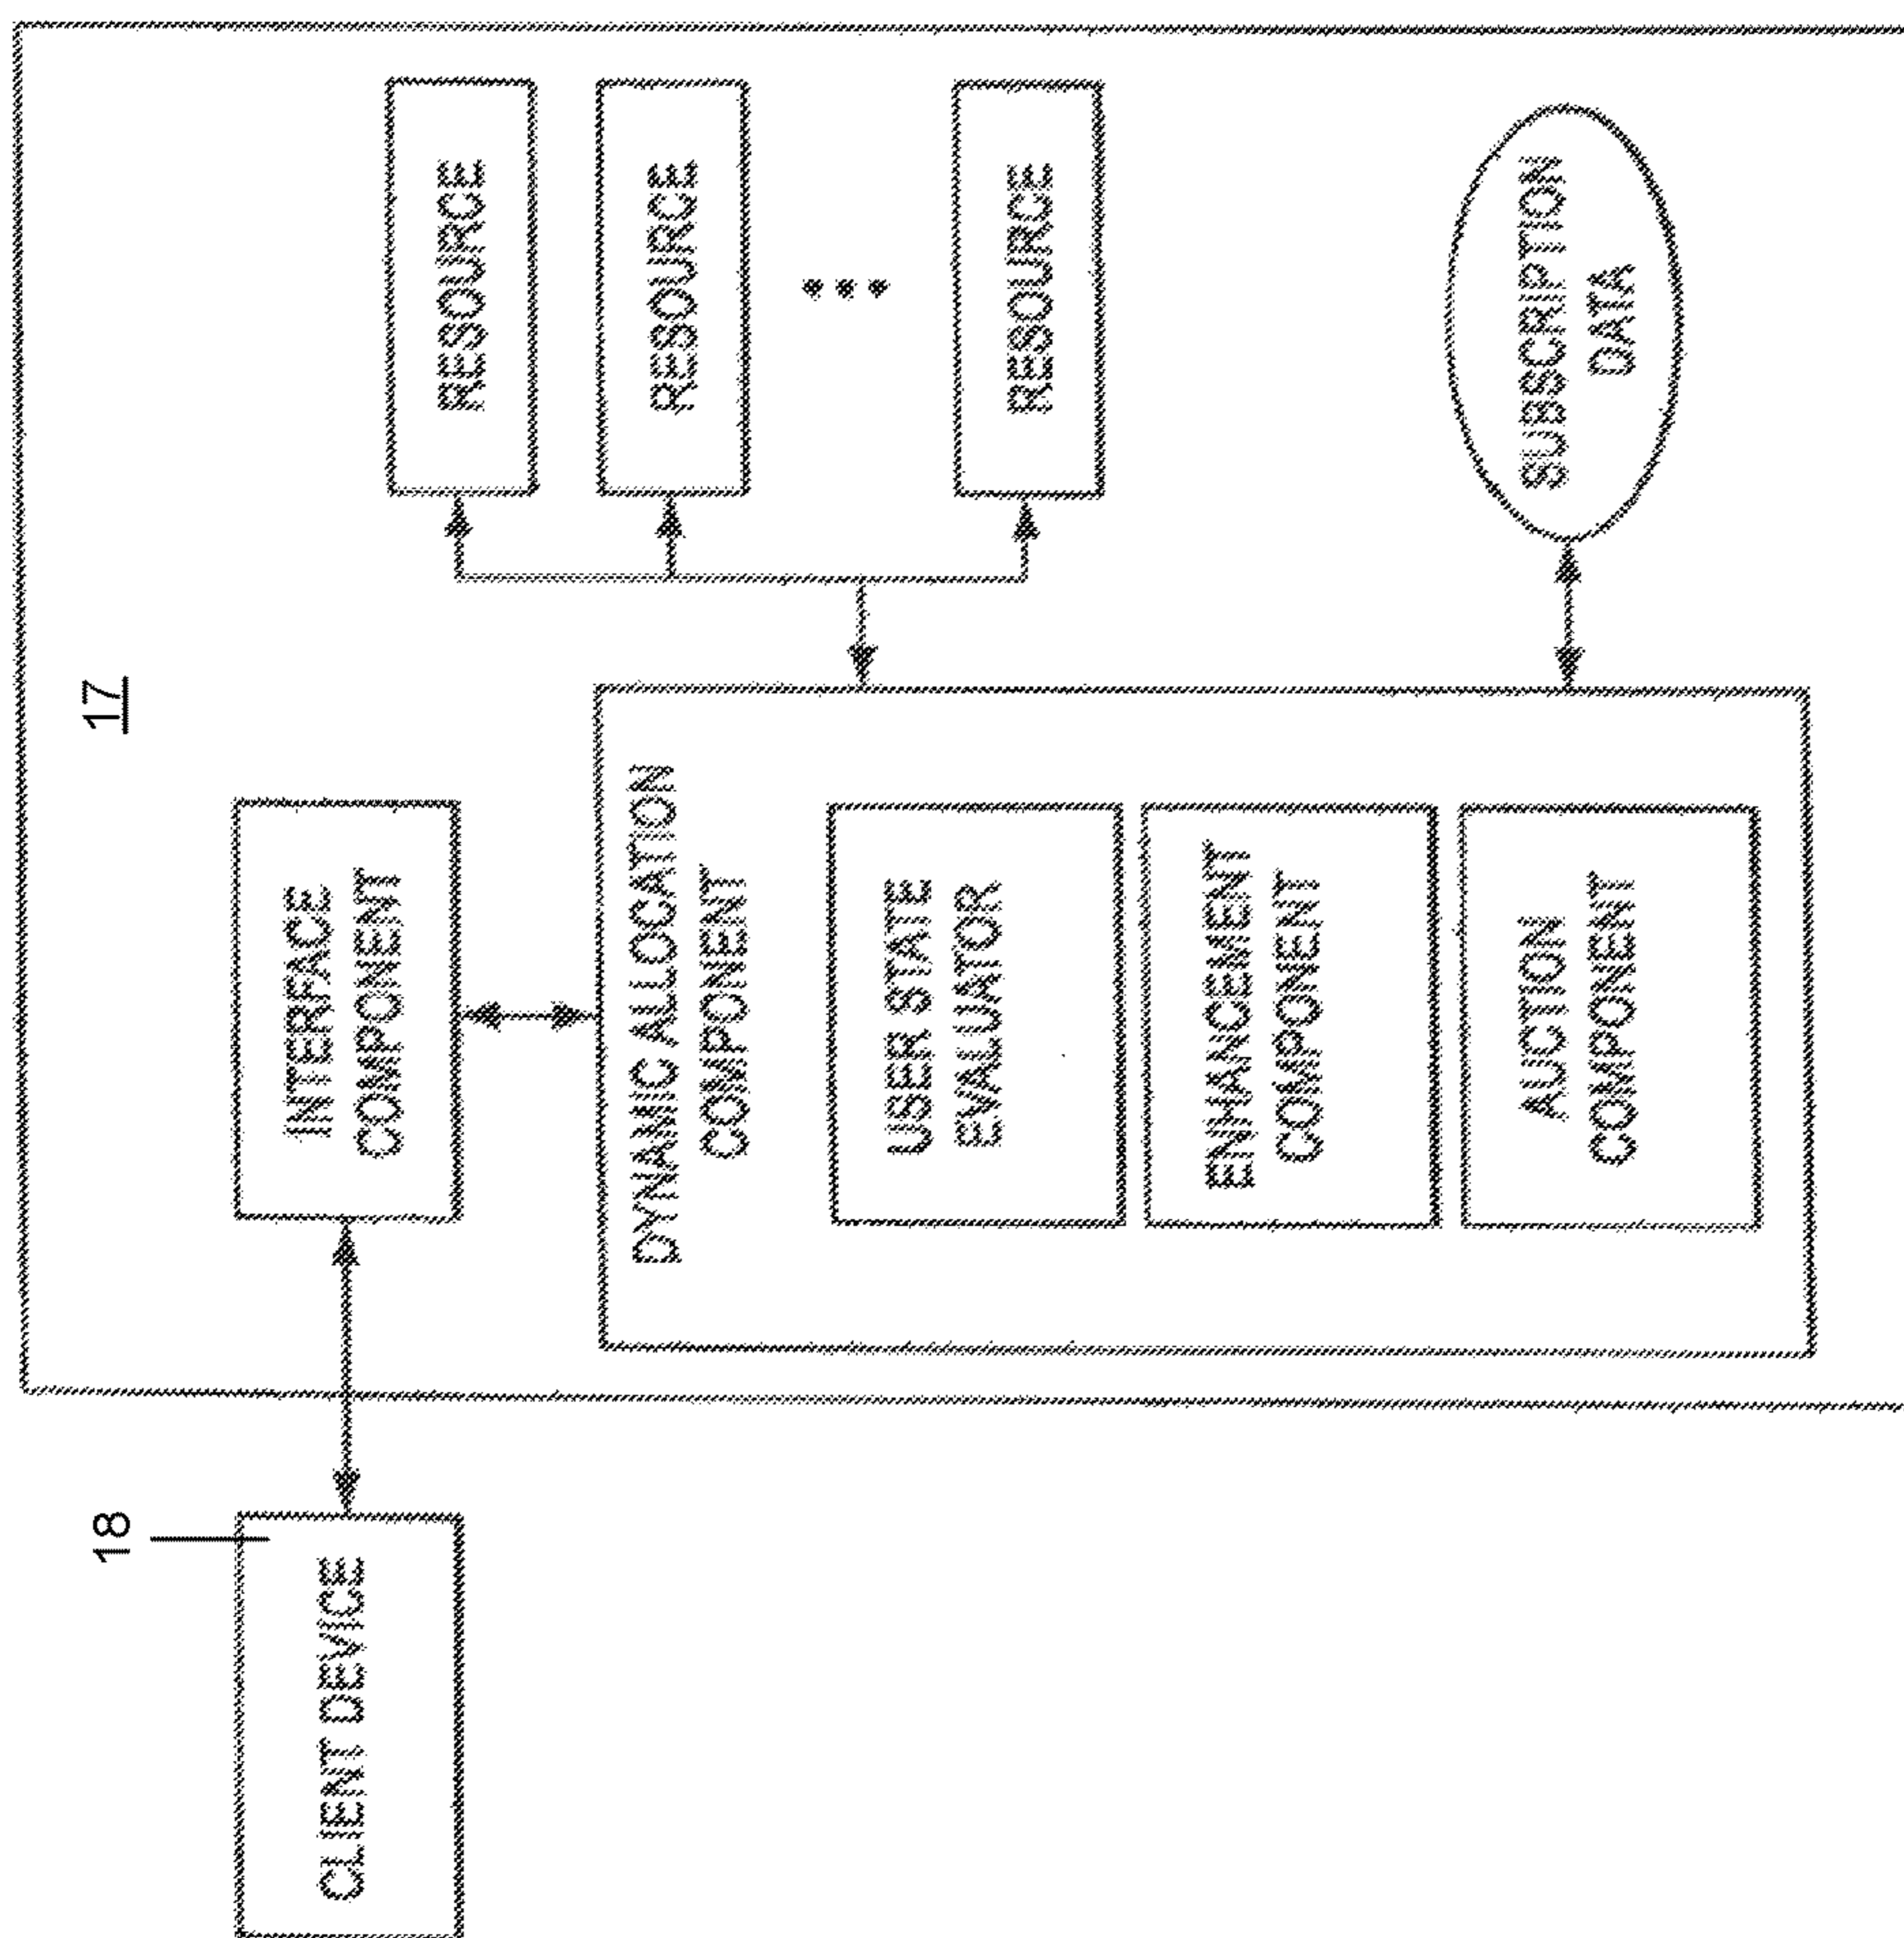 17
18
CLIENT DEVICE
INTERFACE
COMPONENT
DYNAMIC ALLOCATION
COMPONENT
USER STATE
EVALUATOR
ENHANCEMENT
COMPONENT
AUCTION
COMPONENT
RESOURCE
RESOURCE
RESOURCE
SUBSCRIPTION
DATA